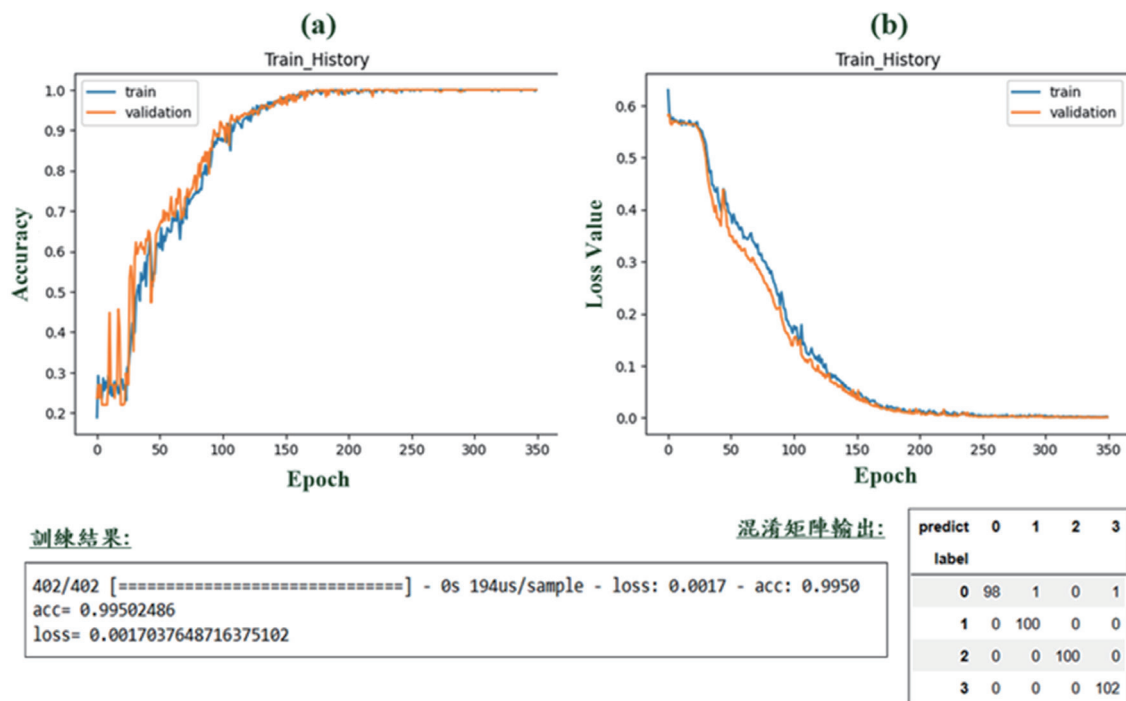 (a)
Train_History
train
validation
1.0
0.9
0.8
0.7
0.6
0.5
0.4
0.3
0.2
Accuracy
0 50 100 150 200 250 300 350
Epoch
(b)
Train_History
train
validation
0.6
0.5
0.4
0.3
0.2
0.1
0.0
Loss Value
0 50 100 150 200 250 300 350
Epoch
訓練結果:
402/402 [==============================] - 0s 194us/sample - loss: 0.0017 - acc: 0.9950
acc= 0.99502486
loss= 0.0017037648716375102
混淆矩陣輸出:
predict 0 1 2 3
label
0 98 1 0 1
1 0 100 0 0
2 0 0 100 0
3 0 0 0 102